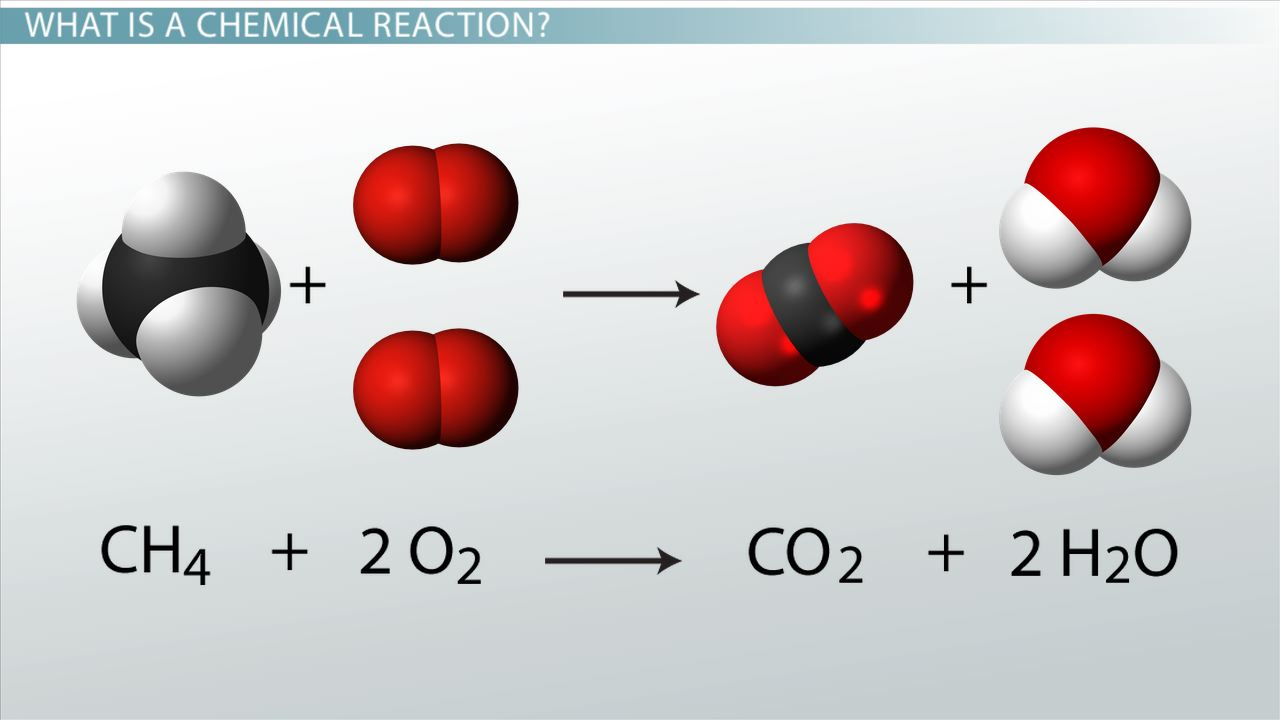 WHAT IS A CHEMICAL REACTION?
+ → +
CH₄ + 2 O₂ → CO₂ + 2 H₂O